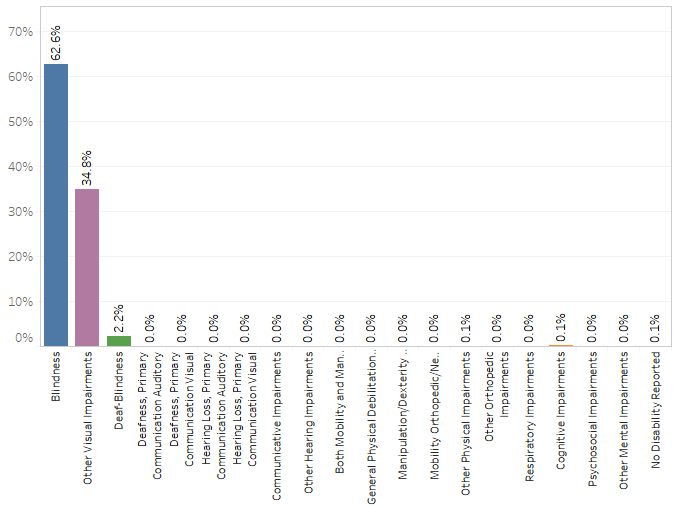 70%
60%
50%
40%
30%
20%
10%
0%
62.6%
34.8%
2.2%
0.0%
0.0%
0.0%
0.0%
0.0%
0.0%
0.0%
0.0%
0.0%
0.0%
0.1%
0.0%
0.0%
0.1%
0.0%
0.0%
0.1%
Blindness
Other Visual Impairments
Deaf-Blindness
Deafness, Primary
Communication Auditory
Deafness, Primary
Communication Visual
Hearing Loss, Primary
Communication Auditory
Hearing Loss, Primary
Communication Visual
Communicative Impairments
Other Hearing Impairments
Both Mobility and Man..
General Physical Debilitation..
Manipulation/Dexterity ..
Mobility Orthopedic/Ne..
Other Physical Impairments
Other Orthopedic
Impairments
Respiratory Impairments
Cognitive Impairments
Psychosocial Impairments
Other Mental Impairments
No Disability Reported